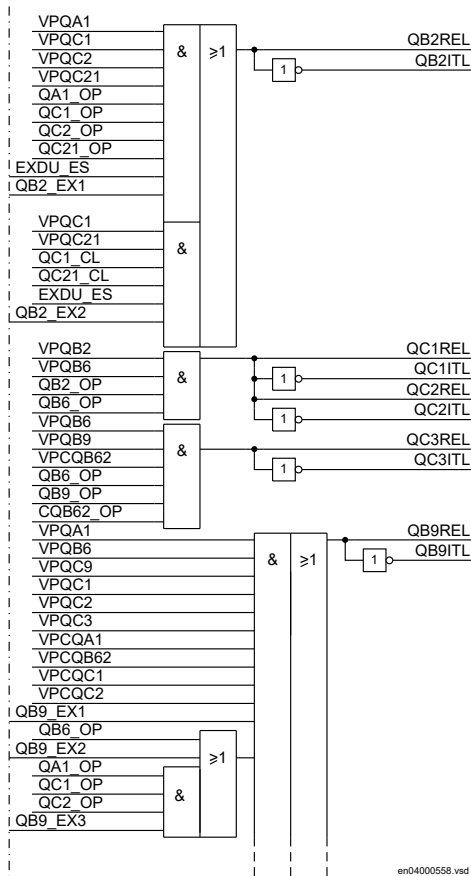 VPQA1
VPQC1
VPQC2
VPQC21
QA1_OP
QC1_OP
QC2_OP
QC21_OP
EXDU_ES
QB2_EX1
& ≥1
QB2REL
1 QB2ITL
VPQC1
VPQC21
QC1_CL
QC21_CL
EXDU_ES
QB2_EX2
&
VPQB2
VPQB6
QB2_OP
QB6_OP
&
QC1REL
1 QC1ITL
QC2REL
1 QC2ITL
VPQB6
VPQB9
VPCQB62
QB6_OP
QB9_OP
CQB62_OP
&
QC3REL
1 QC3ITL
VPQA1
VPQB6
VPQC9
VPQC1
VPQC2
VPQC3
VPCQA1
VPCQB62
VPCQC1
VPCQC2
QB9_EX1
& ≥1
QB9REL
1 QB9ITL
QB6_OP
QB9_EX2
≥1
QA1_OP
QC1_OP
QC2_OP
QB9_EX3
&
en04000558.vsd